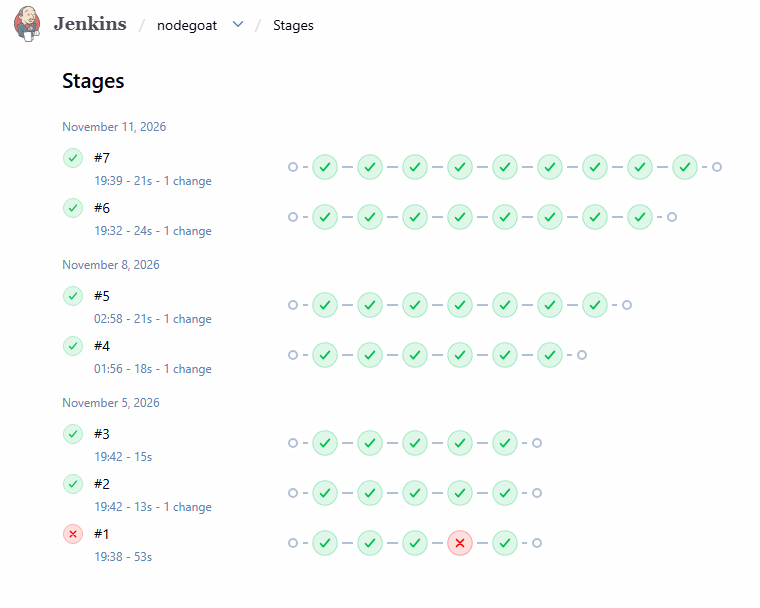 Jenkins / nodegoat / Stages
Stages
November 11, 2026
#7
19:39 - 21s - 1 change
#6
19:32 - 24s - 1 change
November 8, 2026
#5
02:58 - 21s - 1 change
#4
01:56 - 18s - 1 change
November 5, 2026
#3
19:42 - 15s
#2
19:42 - 13s - 1 change
#1
19:38 - 53s